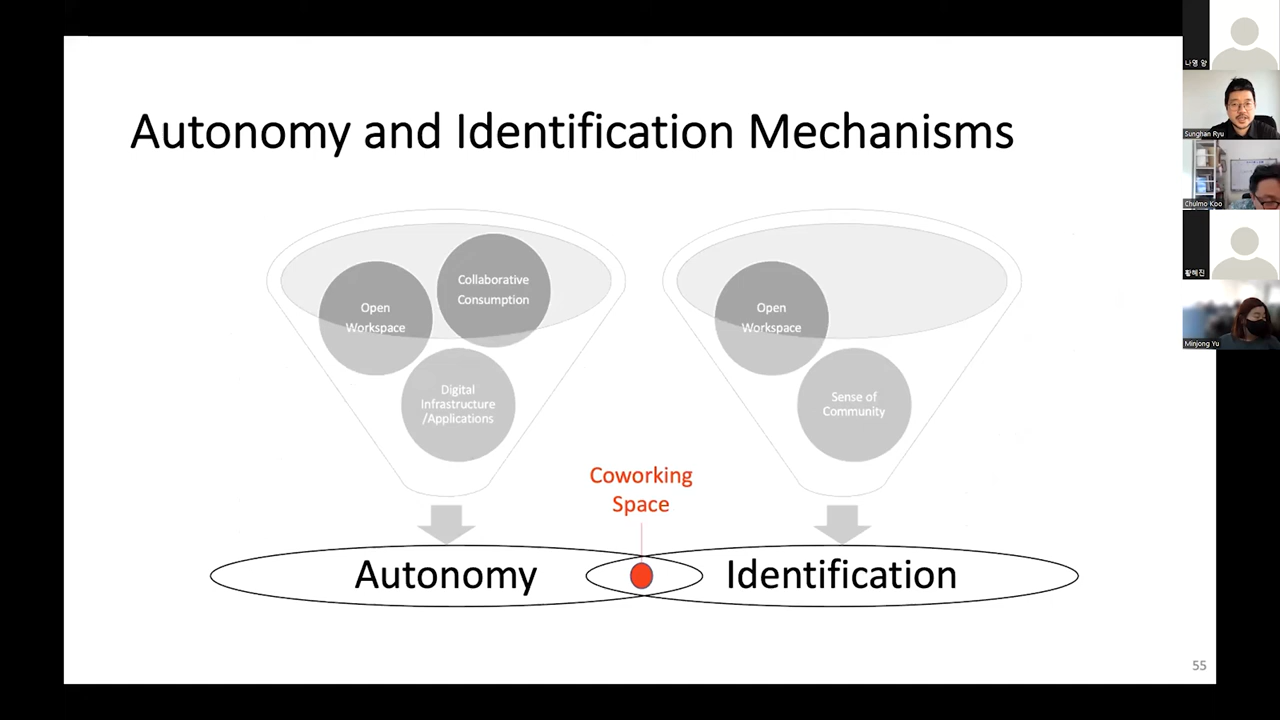 Autonomy and Identification Mechanisms
Open
Workspace
Collaborative
Consumption
Digital
Infrastructure
/Applications
Open
Workspace
Sense of
Community
Coworking
Space
Autonomy
Identification
55
나영 양
Sunghan Ryu
Chulmo Koo
황혜진
Minjong Yu